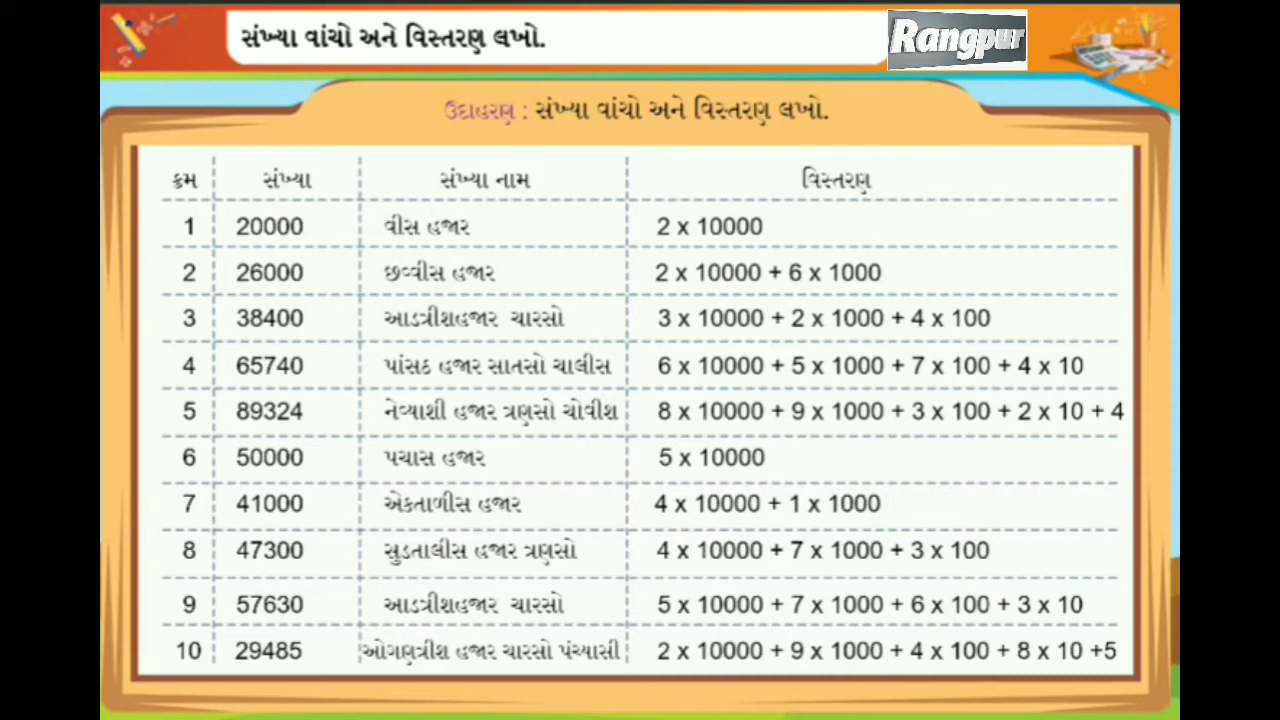 સંખ્યા વાંચો અને વિસ્તરણ લખો.
Rangpur
ઉદાહરણ : સંખ્યા વાંચો અને વિસ્તરણ લખો.
ક્રમ સંખ્યા સંખ્યા નામ વિસ્તરણ
1 20000 વીસ હજાર 2 x 10000
2 26000 છવ્વીસ હજાર 2 x 10000 + 6 x 1000
3 38400 આડત્રીશહજાર ચારસો 3 x 10000 + 2 x 1000 + 4 x 100
4 65740 પાંસઠ હજાર સાતસો ચાલીસ 6 x 10000 + 5 x 1000 + 7 x 100 + 4 x 10
5 89324 નેવ્યાશી હજાર ત્રણસો ચોવીશ 8 x 10000 + 9 x 1000 + 3 x 100 + 2 x 10 + 4
6 50000 પચાસ હજાર 5 x 10000
7 41000 એકતાળીસ હજાર 4 x 10000 + 1 x 1000
8 47300 સુડતાલીસ હજાર ત્રણસો 4 x 10000 + 7 x 1000 + 3 x 100
9 57630 આડત્રીશહજાર ચારસો 5 x 10000 + 7 x 1000 + 6 x 100 + 3 x 10
10 29485 ઓગણત્રીશ હજાર ચારસો પંચ્યાસી 2 x 10000 + 9 x 1000 + 4 x 100 + 8 x 10 +5